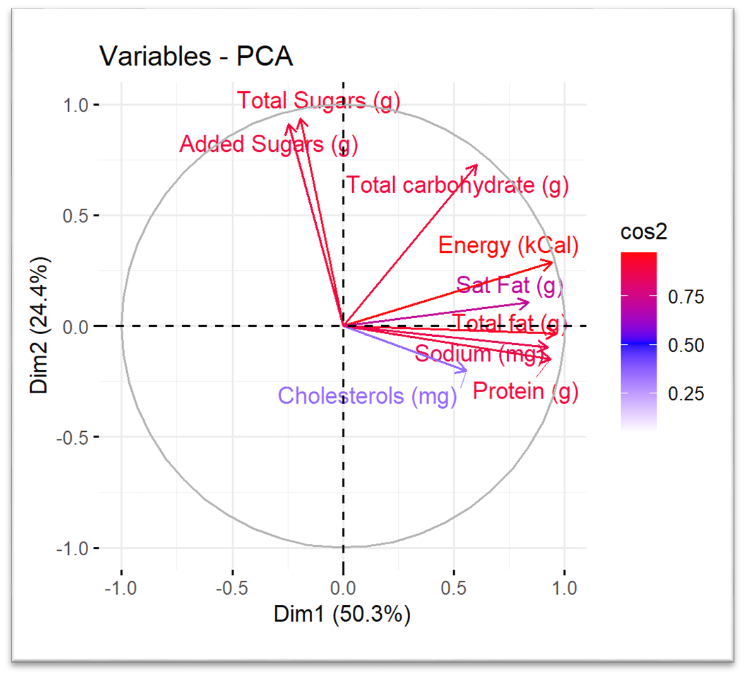 Variables - PCA
Total Sugars (g)
Added Sugars (g)
Total carbohydrate (g)
Energy (kCal)
Sat Fat (g)
Total fat (g)
Sodium (mg)
Protein (g)
Cholesterols (mg)
1.0
0.5
0.0
-0.5
-1.0
Dim2 (24.4%)
-1.0 -0.5 0.0 0.5 1.0
Dim1 (50.3%)
cos2
0.75
0.50
0.25